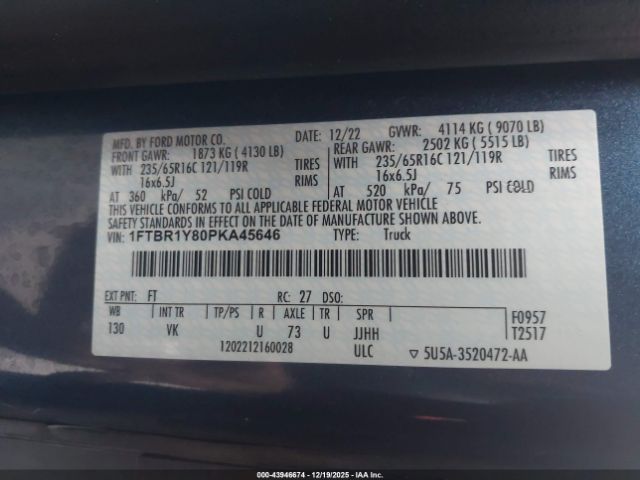 MFD. BY FORD MOTOR CO. DATE: 12/22 GVWR: 4114 KG ( 9070 LB)
FRONT GAWR: 1873 KG ( 4130 LB) REAR GAWR: 2502 KG ( 5515 LB)
WITH 235/65R16C 121/119R TIRES WITH 235/65R16C 121/119R TIRES
16x6.5J RIMS 16x6.5J RIMS
AT 360 kPa/ 52 PSI COLD AT 520 kPa/ 75 PSI COLD
THIS VEHICLE CONFORMS TO ALL APPLICABLE FEDERAL MOTOR VEHICLE
SAFETY STANDARDS IN EFFECT ON THE DATE OF MANUFACTURE SHOWN ABOVE.
VIN: 1FTBR1Y80PKA45646 TYPE: Truck
EXT PNT: FT RC: 27 DSO:
WB INT TR TP/PS R AXLE TR SPR F0957
130 VK U 73 U JJHH T2517
1202212160028 ULC ▽ 5U5A-3520472-AA
000-43946674 - 12/19/2025 - IAA Inc.